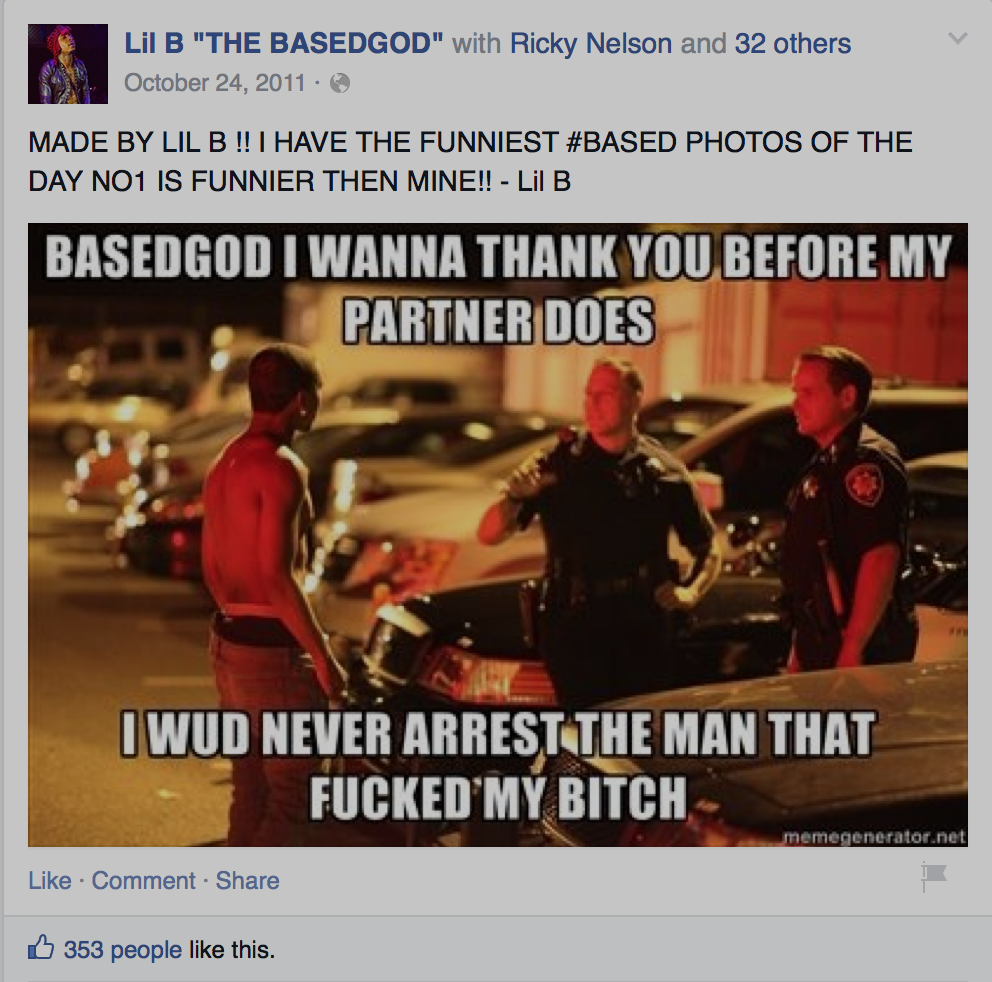 Lil B "THE BASEDGOD" with Ricky Nelson and 32 others
October 24, 2011 ·
MADE BY LIL B !! I HAVE THE FUNNIEST #BASED PHOTOS OF THE
DAY NO1 IS FUNNIER THEN MINE!! - Lil B
BASEDGOD I WANNA THANK YOU BEFORE MY
PARTNER DOES
I WUD NEVER ARREST THE MAN THAT
FUCKED MY BITCH
memegenerator.net
Like · Comment · Share
353 people like this.